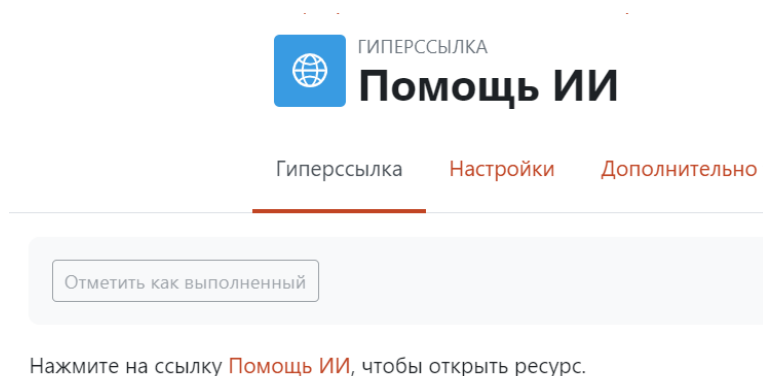 ГИПЕРССЫЛКА
Помощь ИИ
Гиперссылка Настройки Дополнительно
Отметить как выполненный
Нажмите на ссылку Помощь ИИ, чтобы открыть ресурс.